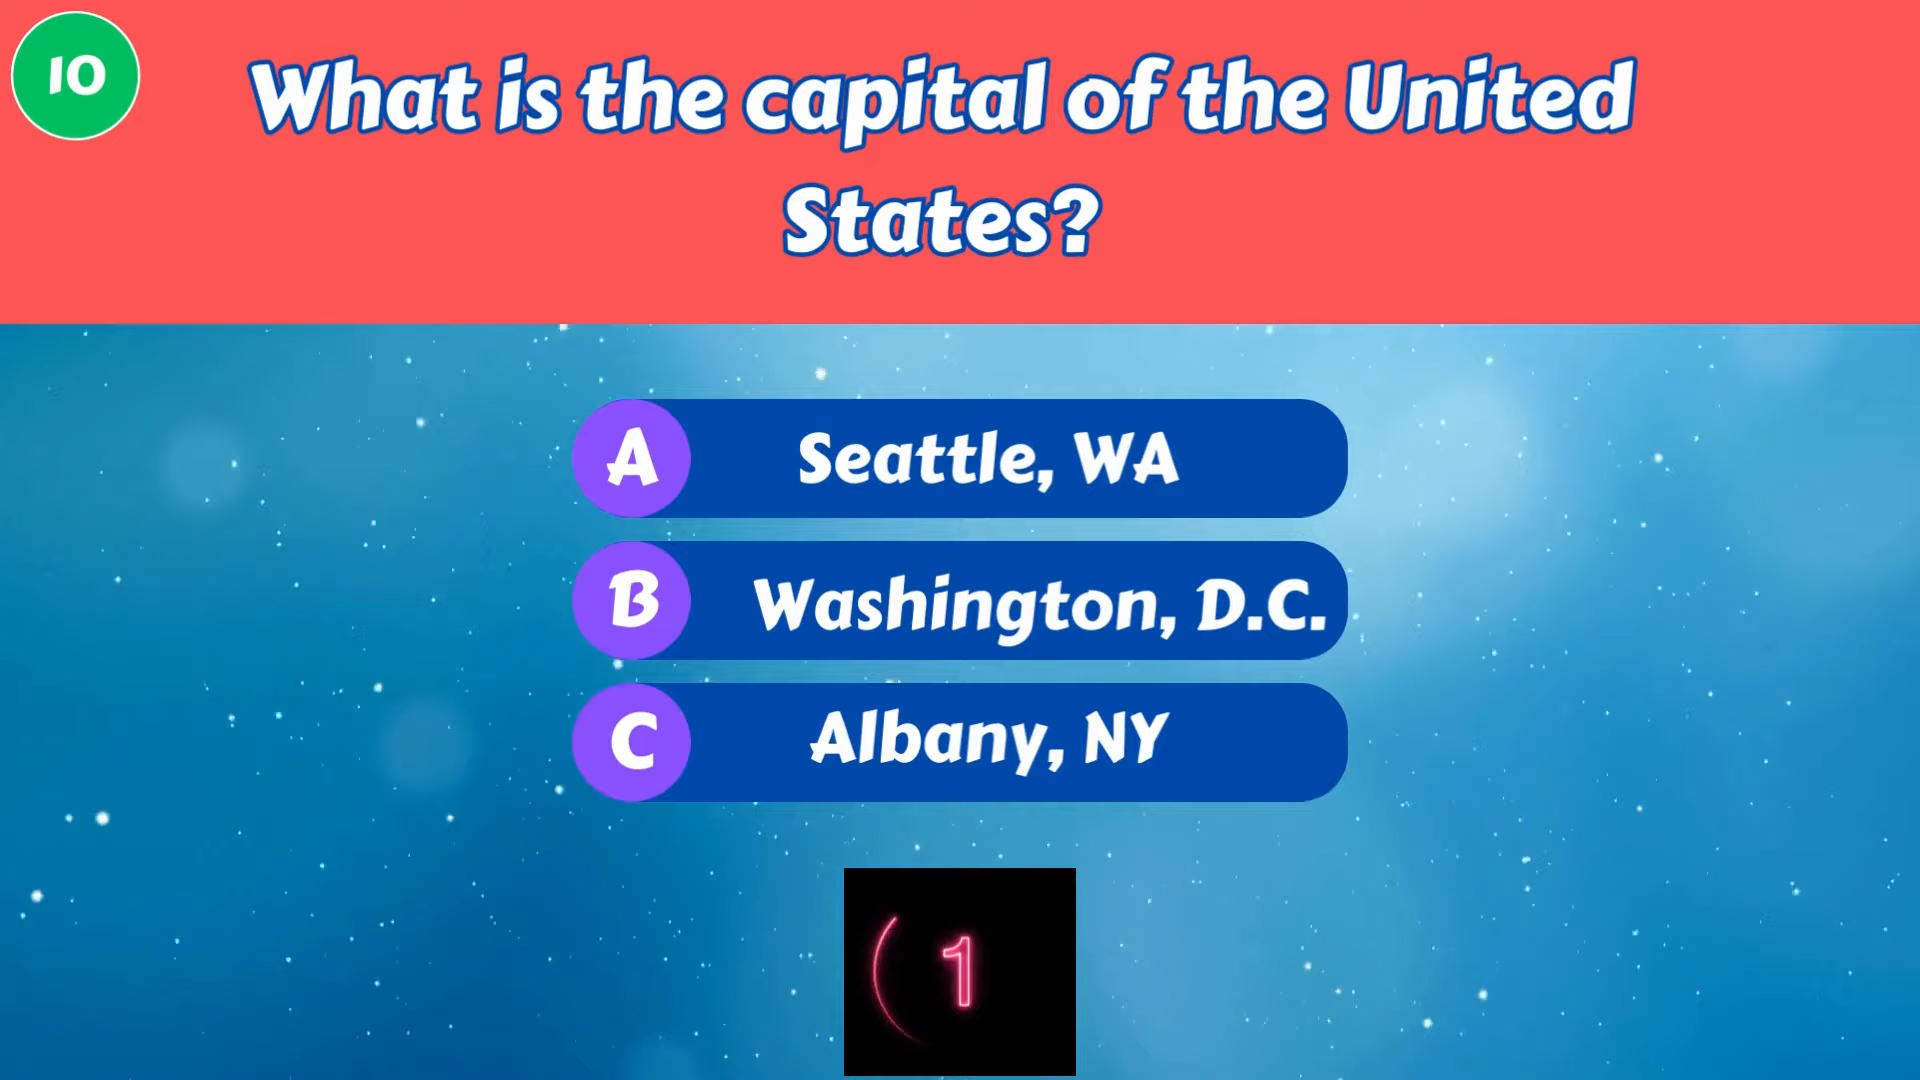 10
What is the capital of the United
States?
A Seattle, WA
B Washington, D.C.
C Albany, NY
1